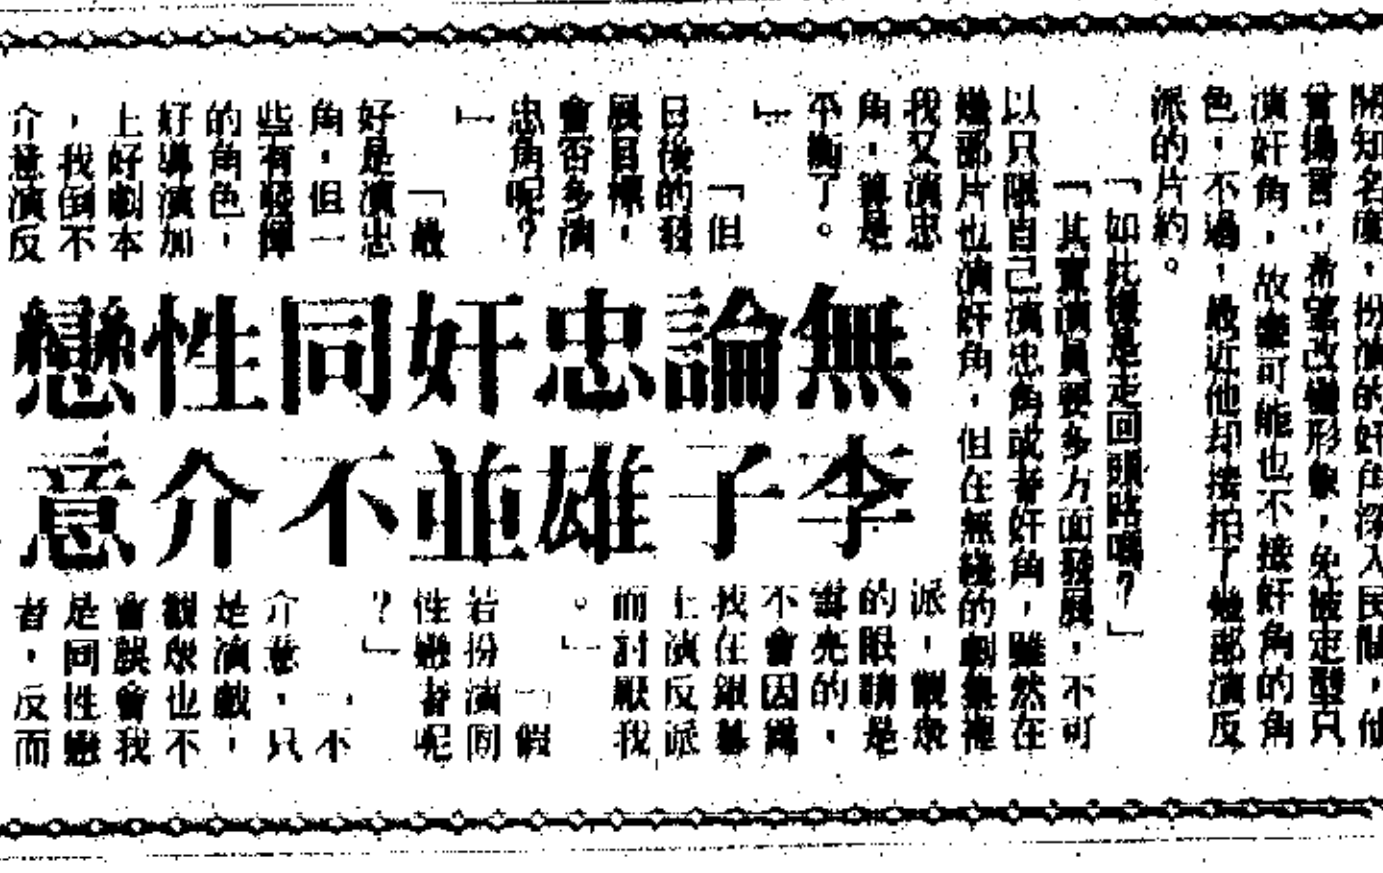 無論忠奸同性戀
李子雄並不介意
開知名度,扮演的奸角深入民間,他
曾揚言,希望改變形象,免被定型只
演奸角,故盡可能也不接奸角的角
色,不過,最近他却接拍了幾部演反
派的片約。
「如此樣是走回頭路嗎?」
「其實演員要多方面發展,不可
以只限自己演忠角或者奸角,雖然在
幾部片也演奸角,但在無綫的劇集裡
我又演忠
角,算是
平衡了。
」
「但
日後的發
展目標,
會否多演
忠角呢?
」
「最
好是演忠
角,但一
些有發揮
的角色,
好導演加
上好劇本
,我倒不
介意演反
派,觀衆
的眼睛是
雪亮的,
不會因爲
我在銀幕
上演反派
而討厭我
。」
「假
若扮演同
性戀者呢
?」
「不
介意,只
是演戲,
觀衆也不
會誤會我
是同性戀
者,反而